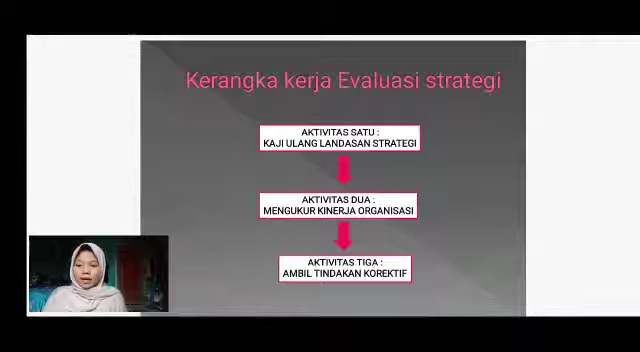 Kerangka kerja Evaluasi strategi
AKTIVITAS SATU :
KAJI ULANG LANDASAN STRATEGI
AKTIVITAS DUA :
MENGUKUR KINERJA ORGANISASI
AKTIVITAS TIGA :
AMBIL TINDAKAN KOREKTIF